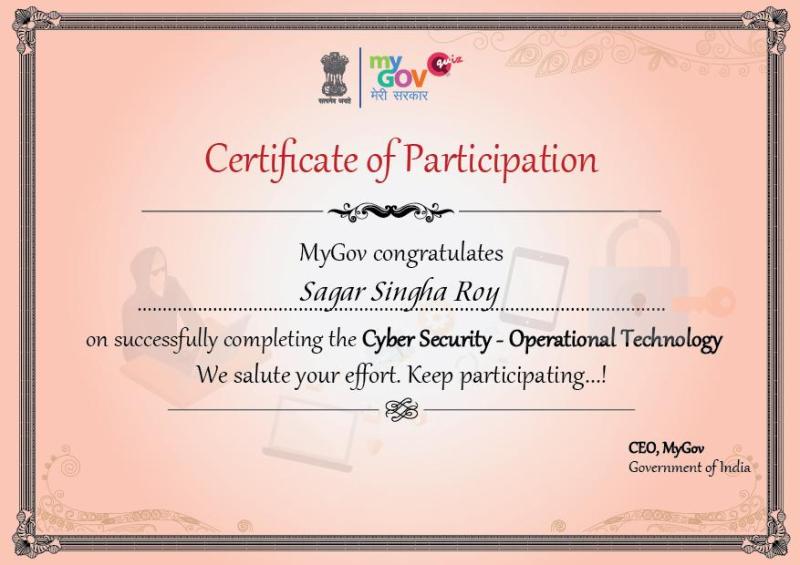 सत्यमेव जयते
my
GOV
quiz
मेरी सरकार
Certificate of Participation
MyGov congratulates
Sagar Singha Roy
on successfully completing the Cyber Security - Operational Technology
We salute your effort. Keep participating...!
CEO, MyGov
Government of India